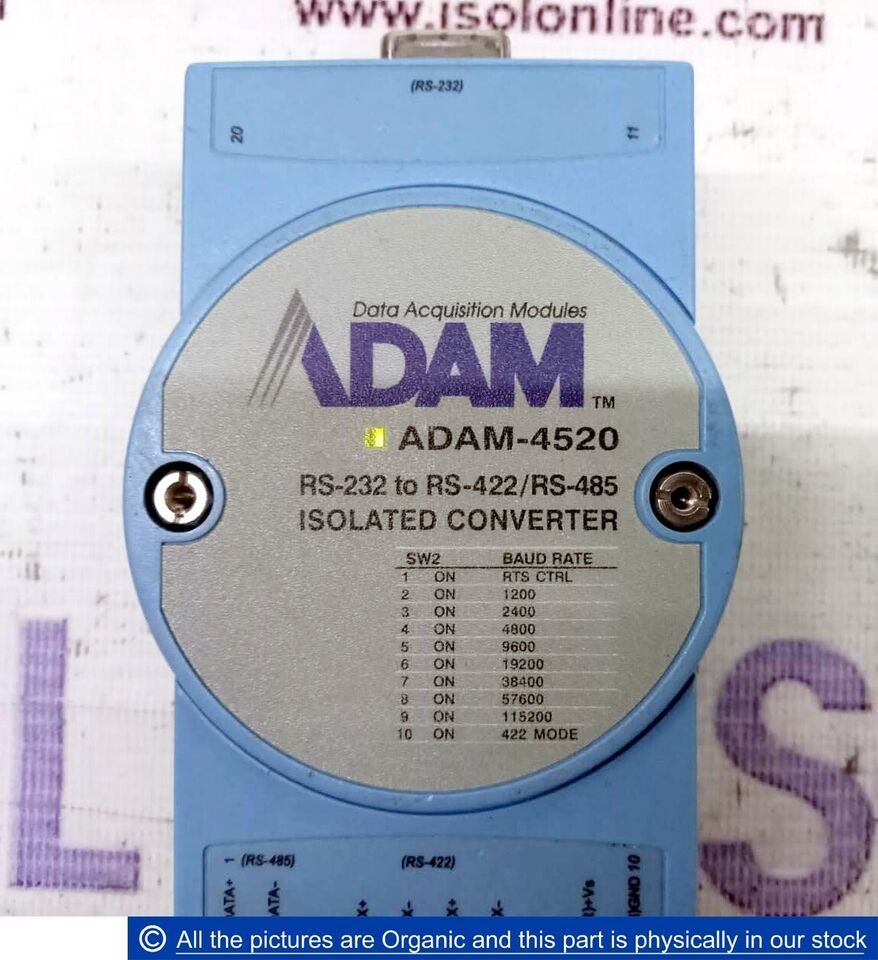 www.isolonline.com
(RS-232)
20
11
Data Acquisition Modules
ADAM TM
ADAM-4520
RS-232 to RS-422/RS-485
ISOLATED CONVERTER
SW2 BAUD RATE
1 ON RTS CTRL
2 ON 1200
3 ON 2400
4 ON 4800
5 ON 9600
6 ON 19200
7 ON 38400
8 ON 57600
9 ON 115200
10 ON 422 MODE
L S
1 (RS-485) (RS-422) 10
ATA+
ATA-
X+
X-
X+
X-
)+Vs
)GND
© All the pictures are Organic and this part is physically in our stock